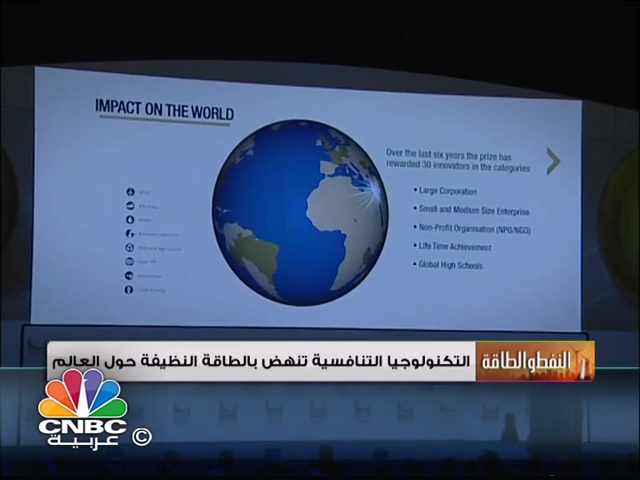 IMPACT ON THE WORLD
Over the last six years the prize has
rewarded 30 innovators in the categories
• Large Corporation
• Small and Medium Size Enterprise
• Non-Profit Organisation (NPO/NGO)
• Life Time Achievement
• Global High Schools
النفط والطاقة
التكنولوجيا التنافسية تنهض بالطاقة النظيفة حول العالم
CNBC
عربية ©